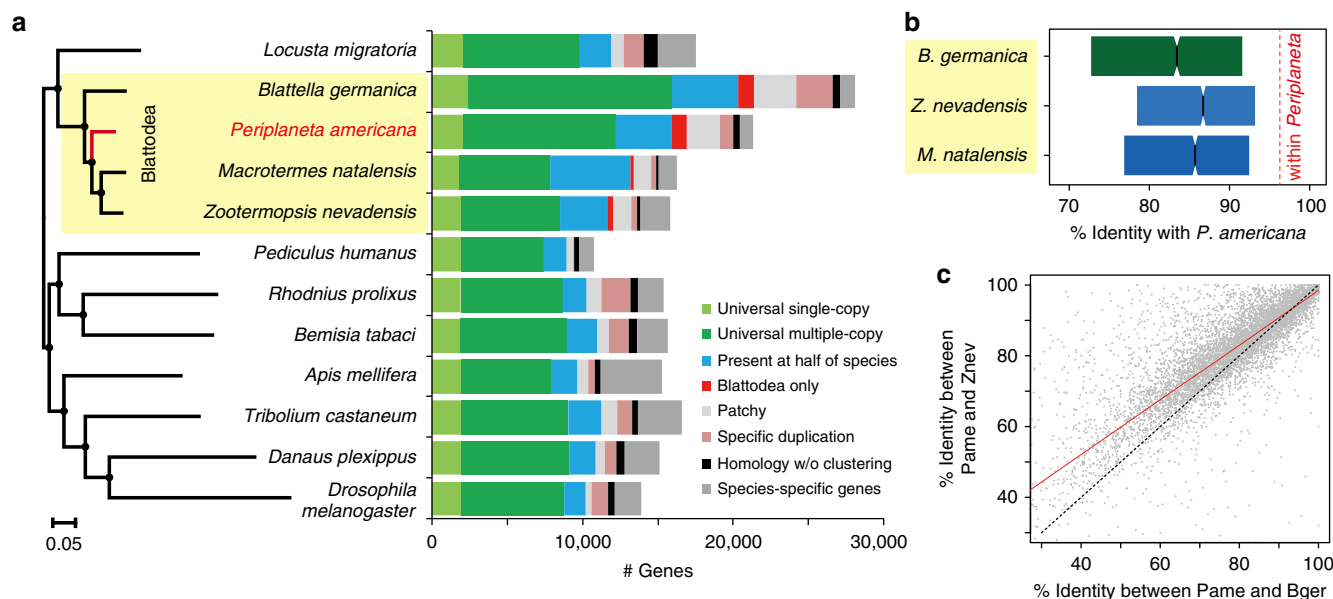 a
Locusta migratoria
Blattella germanica
Periplaneta americana
Macrotermes natalensis
Zootermopsis nevadensis
Blattodea
Pediculus humanus
Rhodnius prolixus
Bemisia tabaci
Apis mellifera
Tribolium castaneum
Danaus plexippus
Drosophila
melanogaster
0.05
Universal single-copy
Universal multiple-copy
Present at half of species
Blattodea only
Patchy
Specific duplication
Homology w/o clustering
Species-specific genes
0
10,000
20,000
30,000
# Genes
b
B. germanica
Z. nevadensis
M. natalensis
within Periplaneta
70
80
90
100
% Identity with P. americana
c
100
80
60
40
% Identity between
Pame and Znev
40
60
80
100
% Identity between Pame and Bger